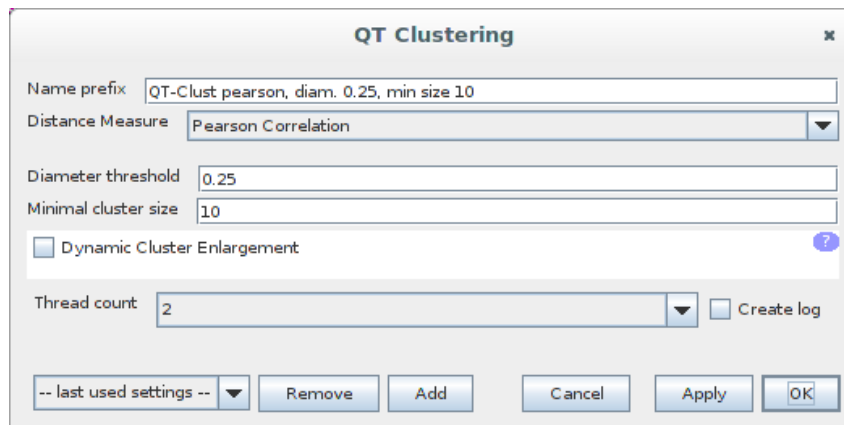 QT Clustering
Name prefix QT-Clust pearson, diam. 0.25, min size 10
Distance Measure Pearson Correlation
Diameter threshold 0.25
Minimal cluster size 10
Dynamic Cluster Enlargement ?
Thread count 2 Create log
-- last used settings -- Remove Add Cancel Apply OK